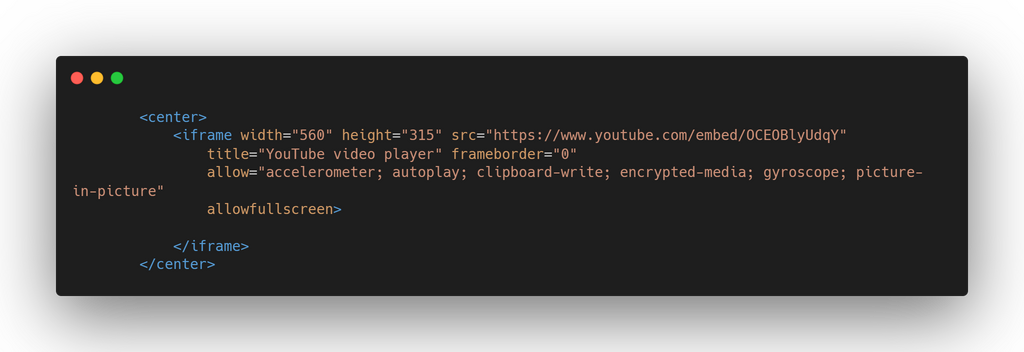 <center>
<iframe width="560" height="315" src="https://www.youtube.com/embed/OCEOBlyUdqY"
title="YouTube video player" frameborder="0"
allow="accelerometer; autoplay; clipboard-write; encrypted-media; gyroscope; picture-
in-picture"
allowfullscreen>
</iframe>
</center>